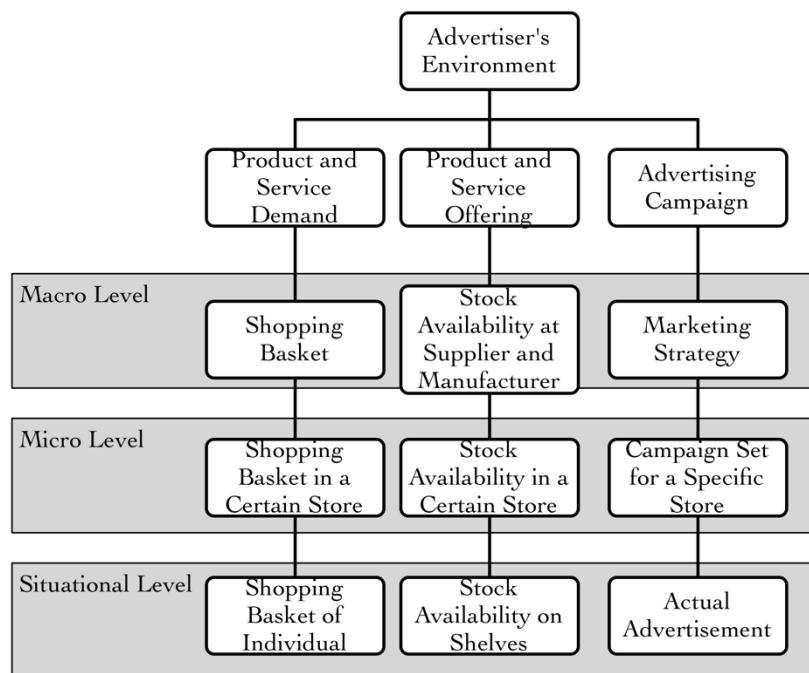 Advertiser's
Environment
Product and
Service
Demand
Product and
Service
Offering
Advertising
Campaign
Macro Level
Shopping
Basket
Stock
Availability at
Supplier and
Manufacturer
Marketing
Strategy
Micro Level
Shopping
Basket in a
Certain Store
Stock
Availability in a
Certain Store
Campaign Set
for a Specific
Store
Situational Level
Shopping
Basket of
Individual
Stock
Availability on
Shelves
Actual
Advertisement